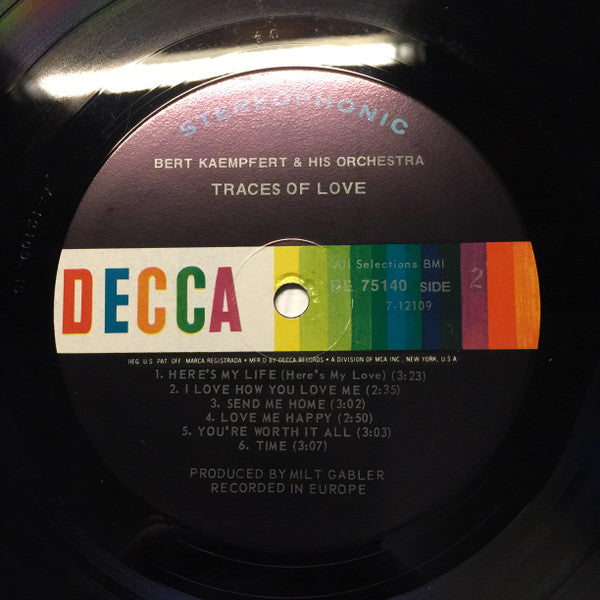 STEREOPHONIC
BERT KAEMPFERT & HIS ORCHESTRA
TRACES OF LOVE
DECCA
All Selections BMI
DL 75140 SIDE 2
7-12109
REG. U.S. PAT. OFF. MARCA REGISTRADA • MFR'D BY DECCA RECORDS • A DIVISION OF MCA INC., NEW YORK, U.S.A
1. HERE'S MY LIFE (Here's My Love) (3:23)
2. I LOVE HOW YOU LOVE ME (2:35)
3. SEND ME HOME (3:02)
4. LOVE ME HAPPY (2:50)
5. YOU'RE WORTH IT ALL (3:03)
6. TIME (3:07)
PRODUCED BY MILT GABLER
RECORDED IN EUROPE